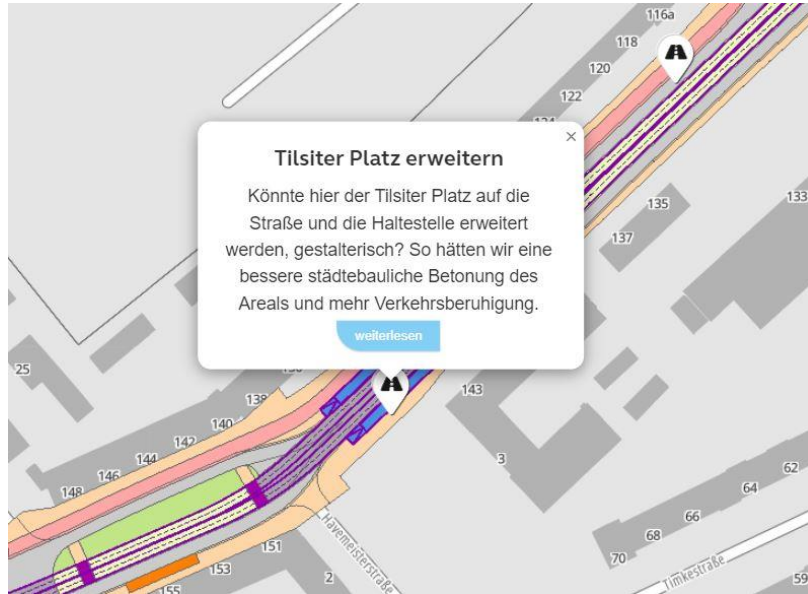 116a
118
120
122
124
×
Tilsiter Platz erweitern
Könnte hier der Tilsiter Platz auf die
Straße und die Haltestelle erweitert
werden, gestalterisch? So hätten wir eine
bessere städtebauliche Betonung des
Areals und mehr Verkehrsberuhigung.
weiterlesen
133
135
137
25
138
140
142
144
146
148
143
3
62
64
66
68
70
Havemeisterstraße
Timkestraße
151
153
155
2
59